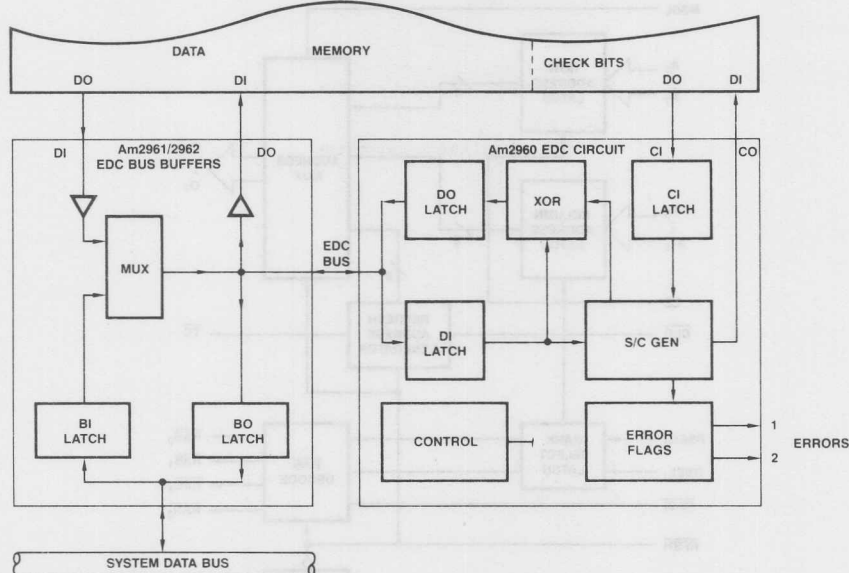 DATA MEMORY
CHECK BITS
DO DI DO DI
DI Am2961/2962 DO
EDC BUS BUFFERS
Am2960 EDC CIRCUIT
CI CO
DO
LATCH
XOR
CI
LATCH
MUX
EDC
BUS
DI
LATCH
S/C GEN
BI
LATCH
BO
LATCH
CONTROL
ERROR
FLAGS
1
2
ERRORS
SYSTEM DATA BUS